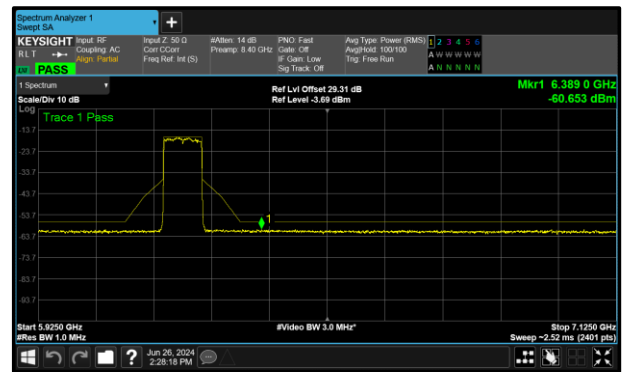 Spectrum Analyzer 1
Swept SA
+
KEYSIGHT Input: RF Input Z: 50 Ω #Atten: 14 dB PNO: Fast Avg Type: Power (RMS) 1 2 3 4 5 6
RLT Coupling: AC Corr CCorr Preamp: 8.40 GHz Gate: Off Avg|Hold: 100/100 A W W W W W
Align: Partial Freq Ref: Int (S) IF Gain: Low Trig: Free Run
Sig Track: Off A N N N N N
PASS
1 Spectrum
Ref Lvl Offset 29.31 dB Mkr1 6.389 0 GHz
Scale/Div 10 dB Ref Level -3.69 dBm -60.653 dBm
Log
Trace 1 Pass
-13.7
-23.7
-33.7
-43.7
-53.7
1
-63.7
-73.7
-83.7
-93.7
Start 5.9250 GHz #Video BW 3.0 MHz* Stop 7.1250 GHz
#Res BW 1.0 MHz Sweep ~2.52 ms (2401 pts)
? Jun 26, 2024
2:28:18 PM